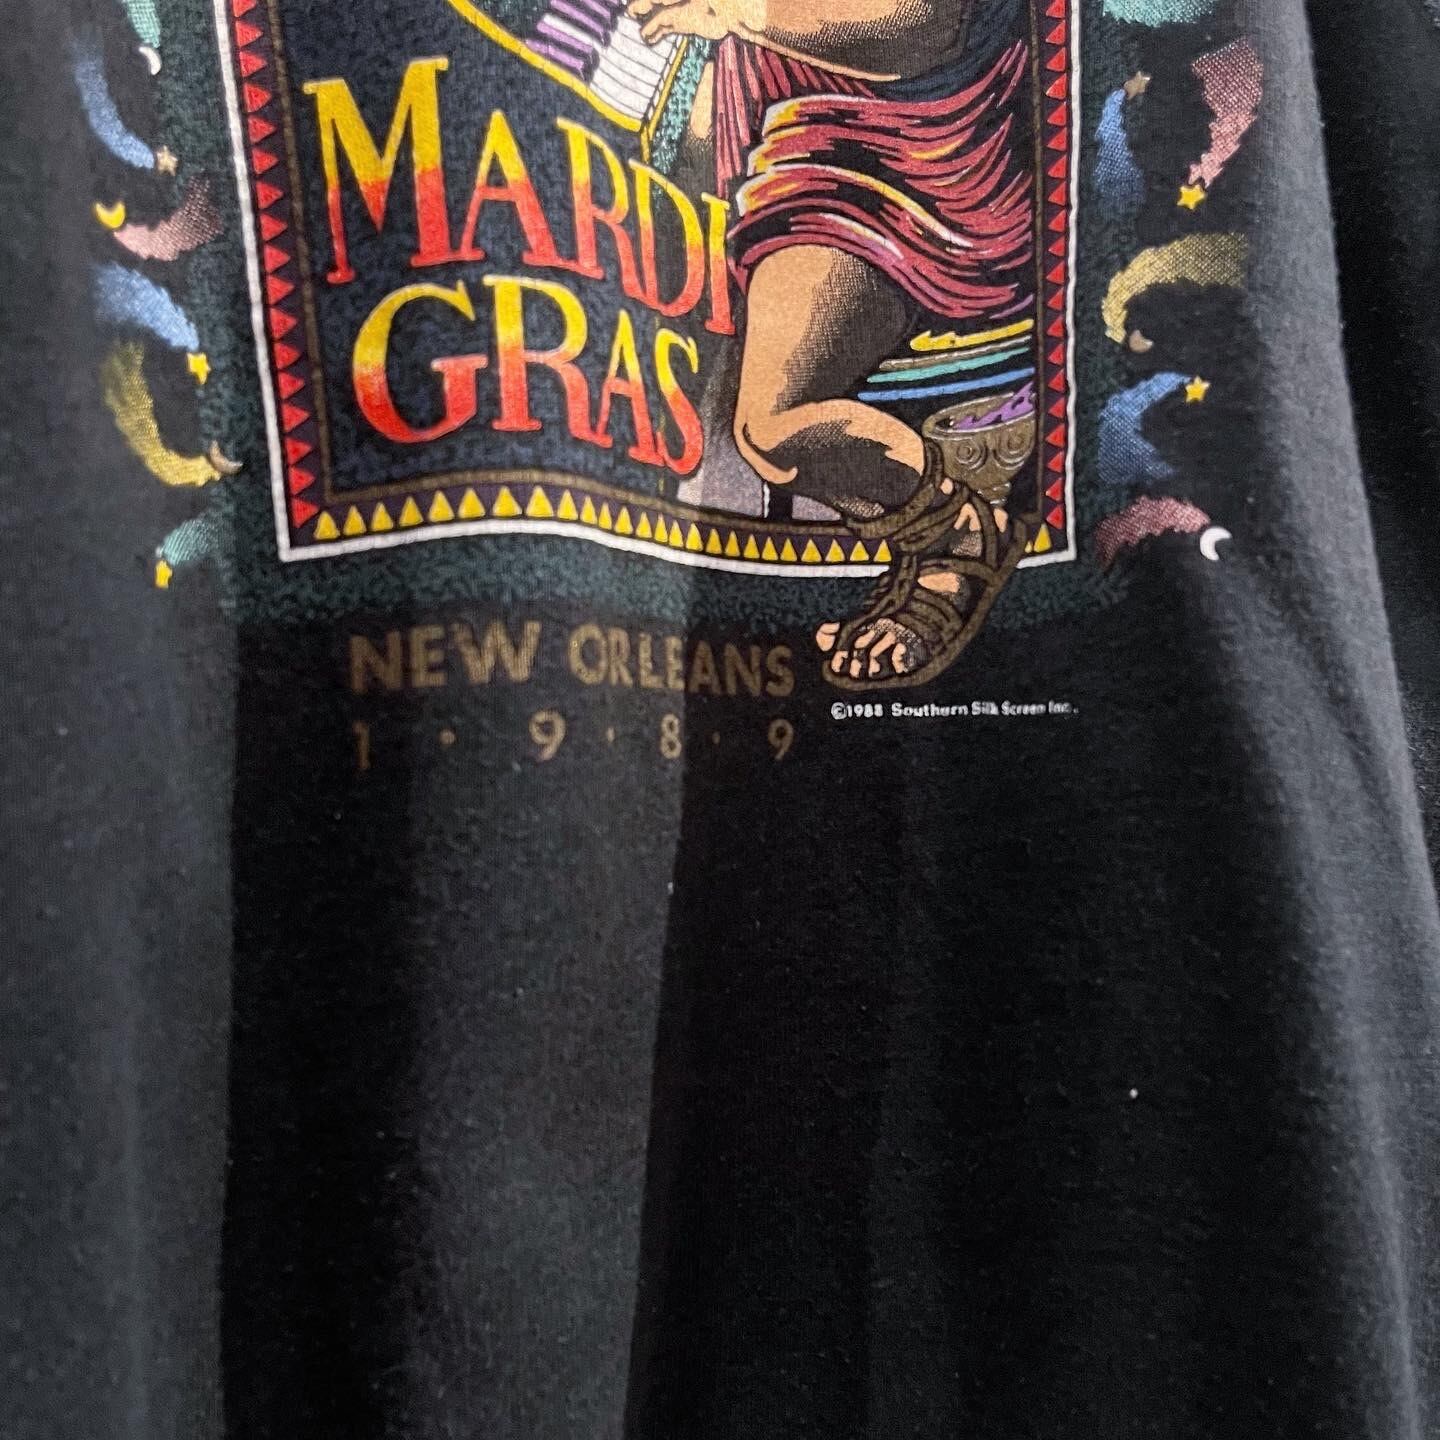 MARDI
GRAS
NEW ORLEANS
1 · 9 · 8 · 9
©1988 Southern Silk Screen Inc.